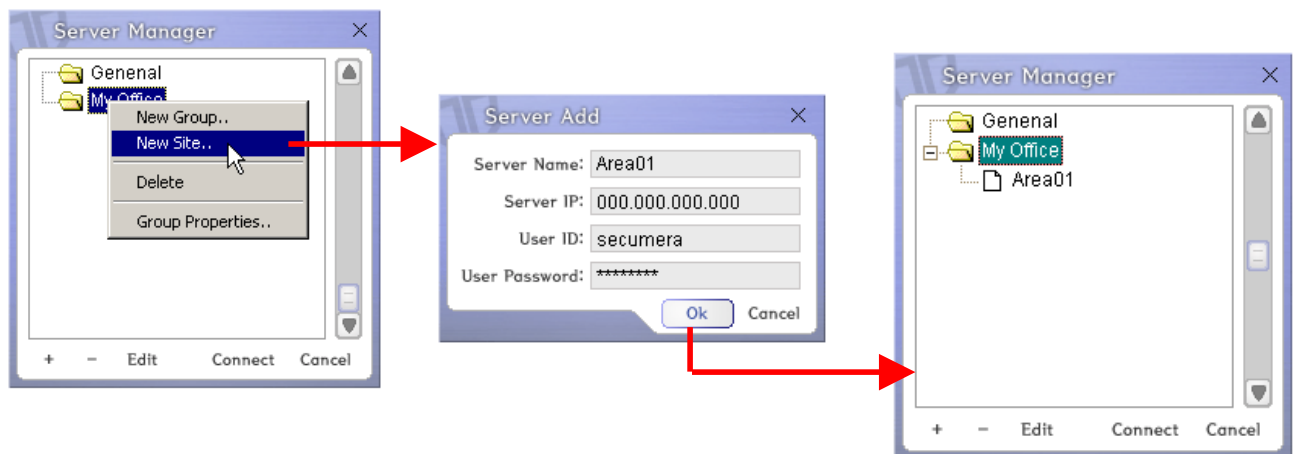 Server Manager
Genenal
My Office
New Group..
New Site..
Delete
Group Properties..
+ - Edit Connect Cancel
Server Add
Server Name: Area01
Server IP: 000.000.000.000
User ID: secumera
User Password: ********
Ok Cancel
Server Manager
Genenal
My Office
Area01
+ - Edit Connect Cancel